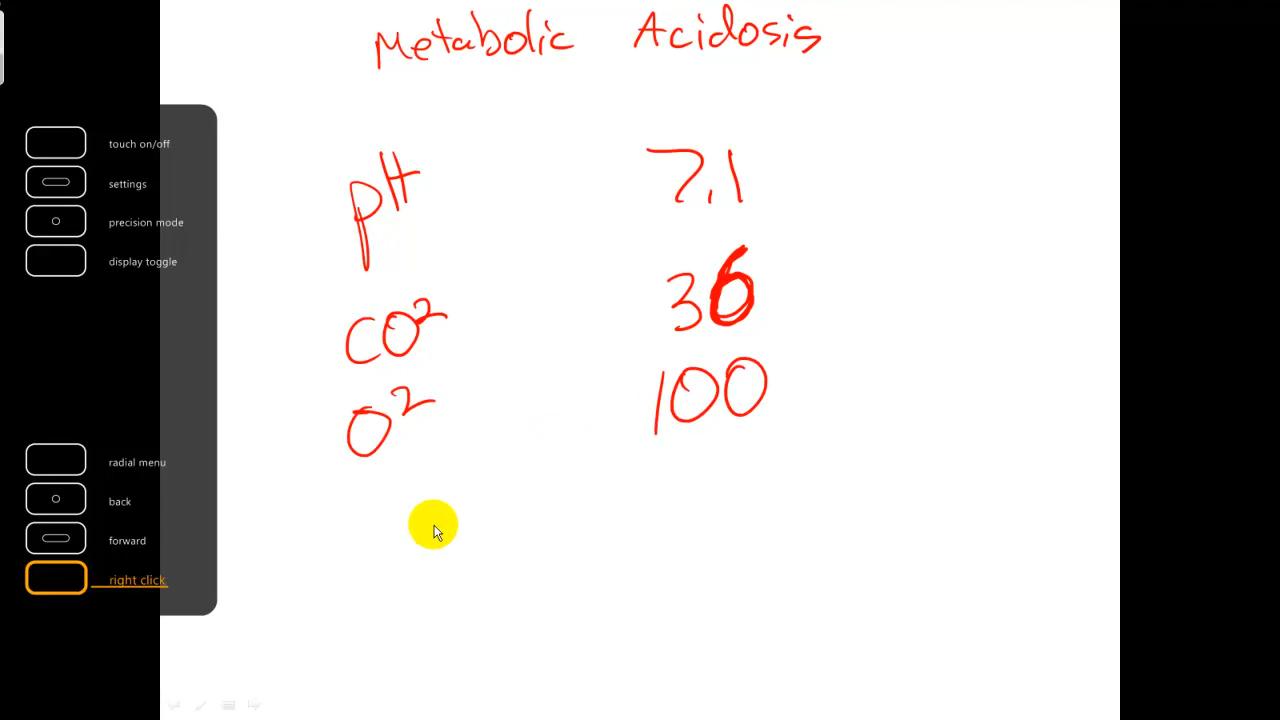 Metabolic Acidosis
pH 7.1
CO² 36
O² 100
touch on/off
settings
precision mode
display toggle
radial menu
back
forward
right click